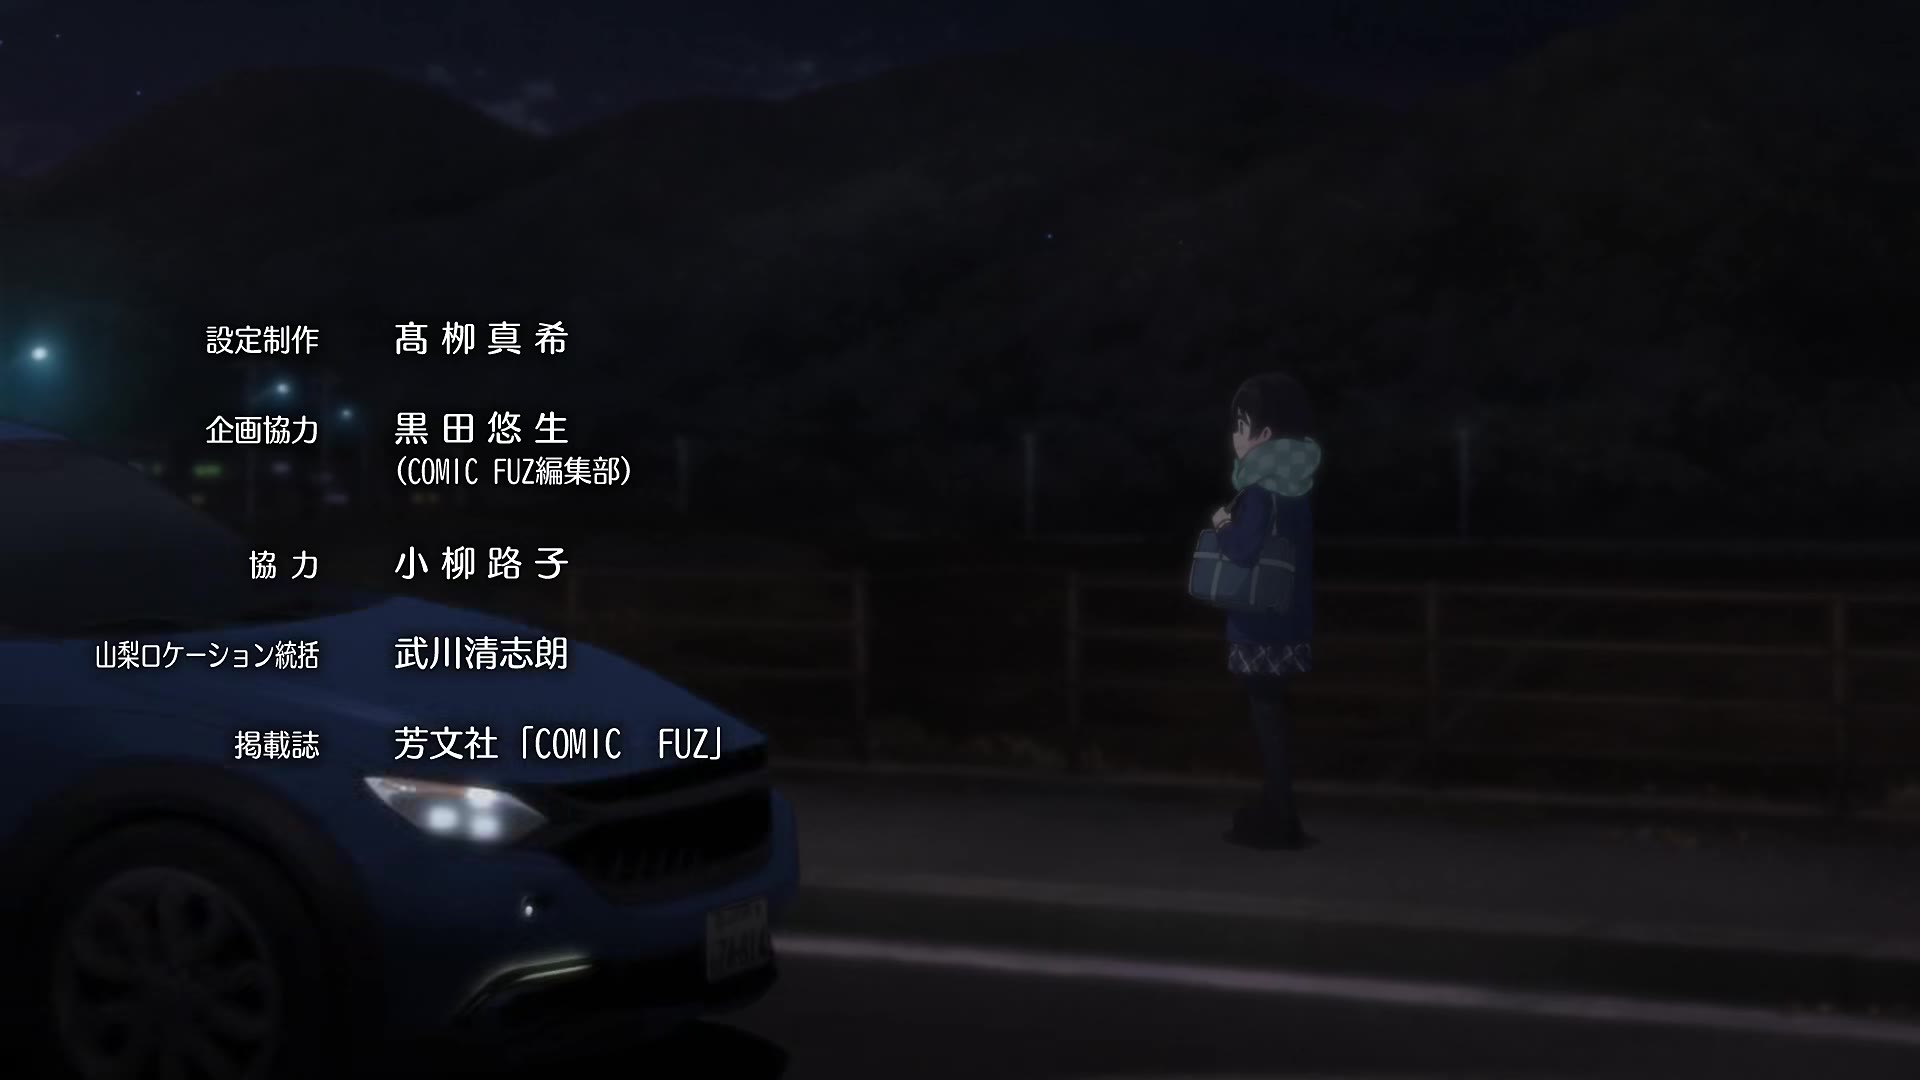 設定制作 髙栁真希
企画協力 黒田悠生
(COMIC FUZ編集部)
協力 小柳路子
山梨ロケーション統括 武川清志朗
掲載誌 芳文社「COMIC FUZ」